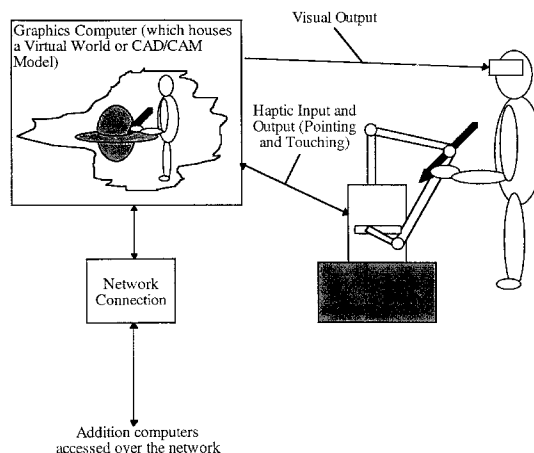 Graphics Computer (which houses
a Virtual World or CAD/CAM
Model)
Visual Output
Haptic Input and
Output (Pointing
and Touching)
Network
Connection
Addition computers
accessed over the network